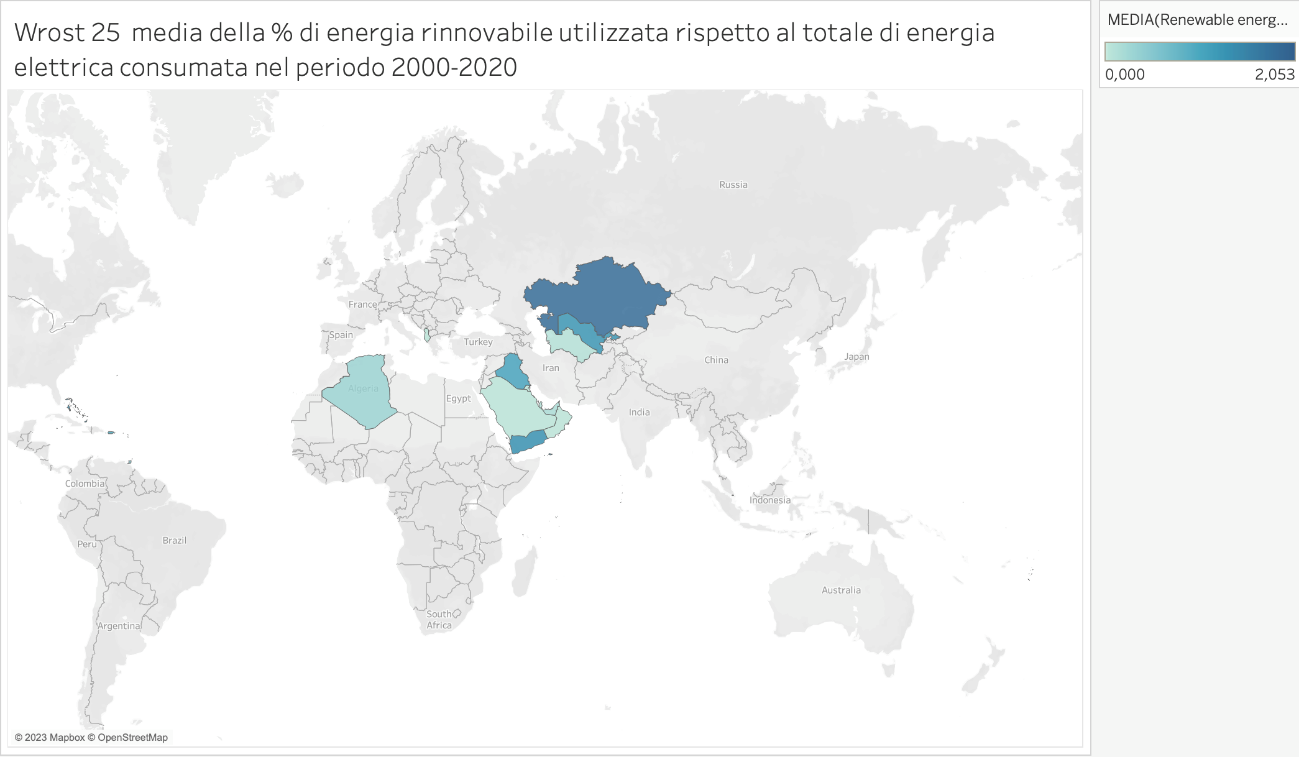 Wrost 25 media della % di energia rinnovabile utilizzata rispetto al totale di energia
elettrica consumata nel periodo 2000-2020
MEDIA(Renewable energ...
0,000 2,053
Russia
France
Spain
Turkey
Iran
China
Japan
Algeria
Egypt
India
Colombia
Indonesia
Peru
Brazil
Australia
Argentina
South
Africa
© 2023 Mapbox © OpenStreetMap